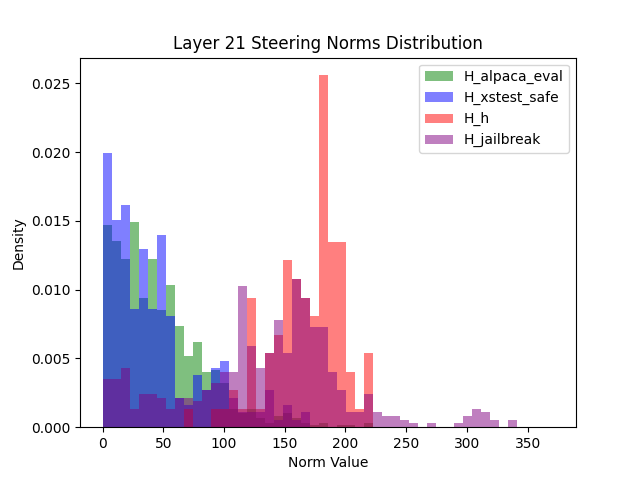 Layer 21 Steering Norms Distribution
H_alpaca_eval
H_xstest_safe
H_h
H_jailbreak
Density
0.025
0.020
0.015
0.010
0.005
0.000
0 50 100 150 200 250 300 350
Norm Value